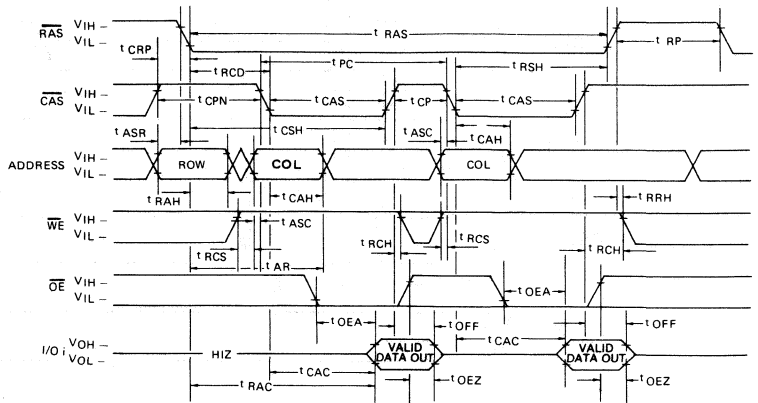 RAS VIH
VIL
t RAS
t RP
t CRP
t RCD
t PC
t RSH
CAS VIH
VIL
t CPN
t CAS
t CP
t CAS
t ASR
t CSH
t ASC
t CAH
ADDRESS VIH
VIL
ROW
COL
COL
t RAH
t CAH
t RRH
WE VIH
VIL
t ASC
t RCS
t AR
t RCH
t RCS
t RCH
OE VIH
VIL
t OEA
t OEA
t OFF
t OFF
I/O i VOH
VOL
HIZ
VALID
DATA OUT
t CAC
VALID
DATA OUT
t CAC
t OEZ
t OEZ
t RAC